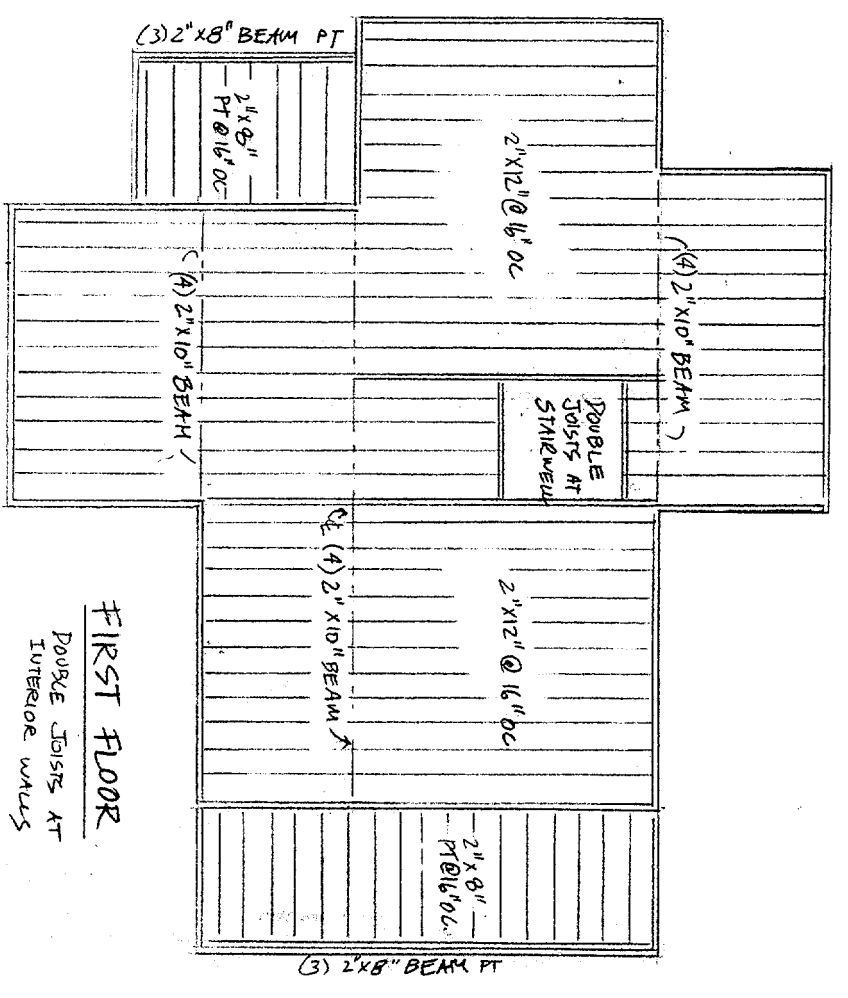 (3) 2"X8" BEAM PT
2"X8"
PT @ 16" OC
2"X12" @ 16" OC
(4) 2"X10" BEAM
(4) 2"X10" BEAM
DOUBLE
JOISTS AT
STAIRWELL
℄ (4) 2" X10" BEAM
2"X12" @ 16" OC
FIRST FLOOR
DOUBLE JOISTS AT
INTERIOR WALLS
2"X8"
PT@16"OC
(3) 2"X8" BEAM PT